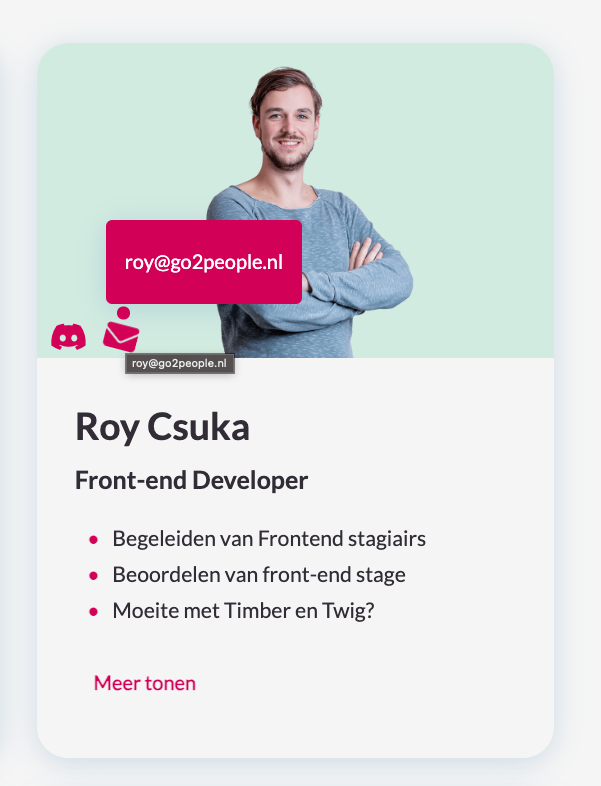 roy@go2people.nl
roy@go2people.nl
Roy Csuka
Front-end Developer
Begeleiden van Frontend stagiairs
Beoordelen van front-end stage
Moeite met Timber en Twig?
Meer tonen